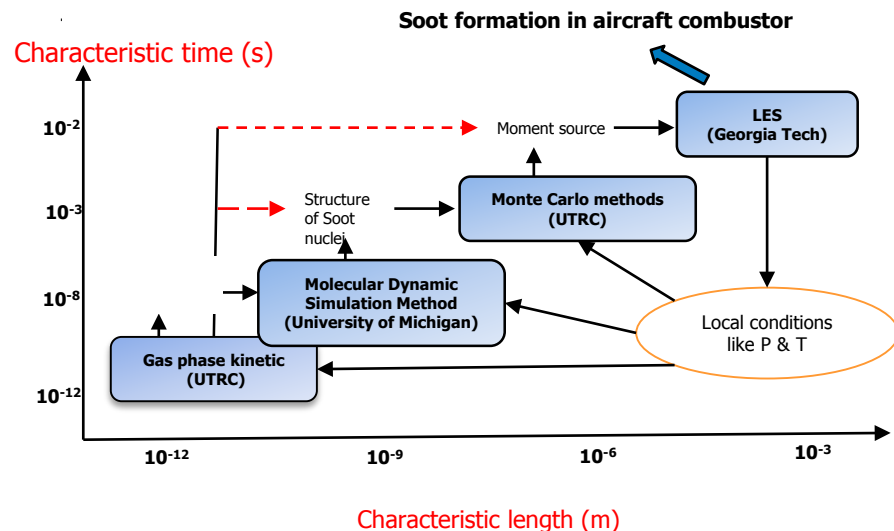 Soot formation in aircraft combustor
Characteristic time (s)
10⁻²
Moment source
LES
(Georgia Tech)
10⁻³
Structure
of Soot
nuclei
Monte Carlo methods
(UTRC)
10⁻⁸
Molecular Dynamic
Simulation Method
(University of Michigan)
Local conditions
like P & T
Gas phase kinetic
(UTRC)
10⁻¹²
10⁻¹²
10⁻⁹
10⁻⁶
10⁻³
Characteristic length (m)